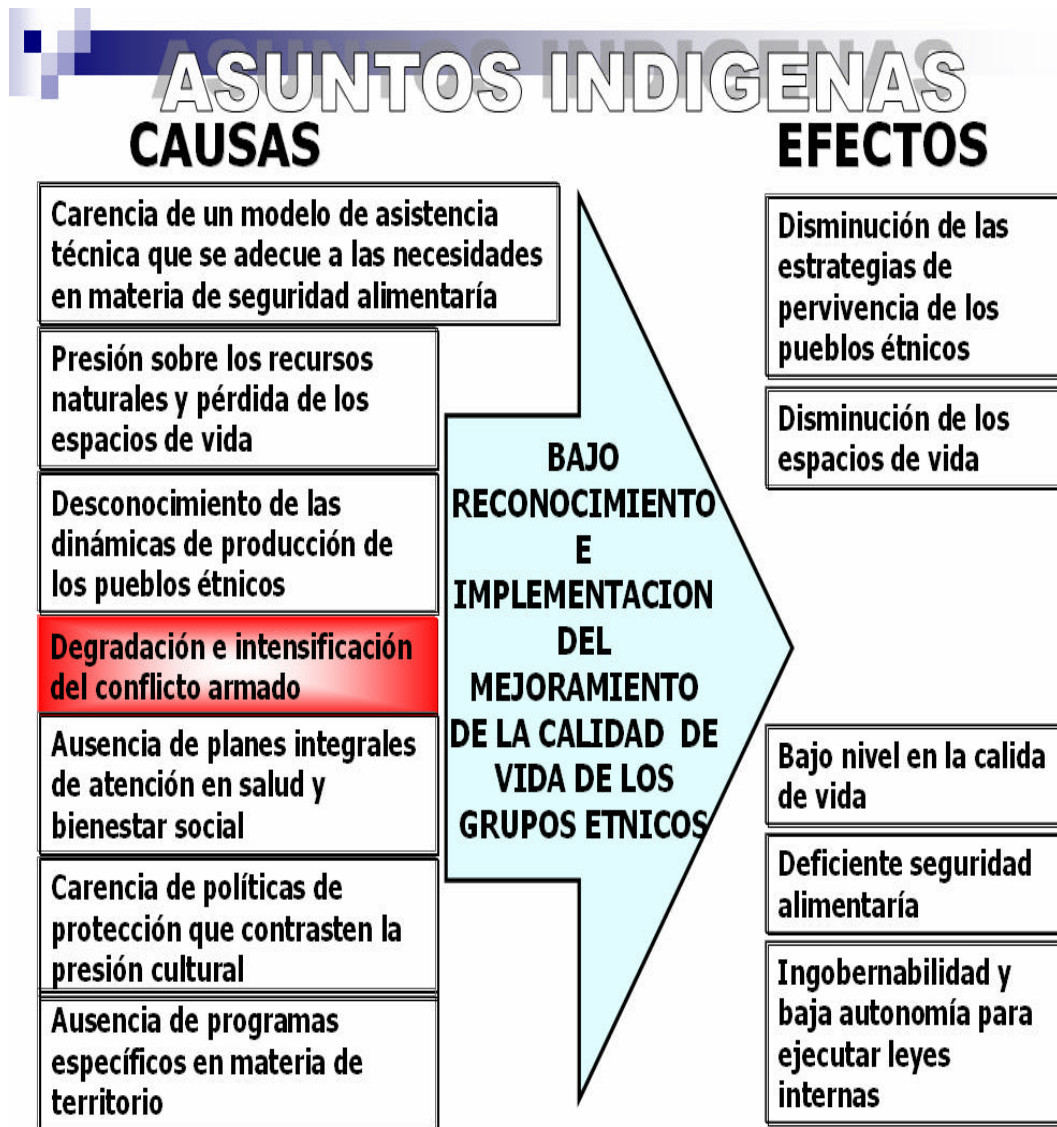 ASUNTOS INDIGENAS
CAUSAS
Carencia de un modelo de asistencia
técnica que se adecue a las necesidades
en materia de seguridad alimentaría
Presión sobre los recursos
naturales y pérdida de los
espacios de vida
Desconocimiento de las
dinámicas de producción de
los pueblos étnicos
Degradación e intensificación
del conflicto armado
Ausencia de planes integrales
de atención en salud y
bienestar social
Carencia de políticas de
protección que contrasten la
presión cultural
Ausencia de programas
específicos en materia de
territorio
BAJO
RECONOCIMIENTO
E
IMPLEMENTACION
DEL
MEJORAMIENTO
DE LA CALIDAD DE
VIDA DE LOS
GRUPOS ETNICOS
EFECTOS
Disminución de las
estrategias de
pervivencia de los
pueblos étnicos
Disminución de los
espacios de vida
Bajo nivel en la calida
de vida
Deficiente seguridad
alimentaría
Ingobernabilidad y
baja autonomía para
ejecutar leyes
internas